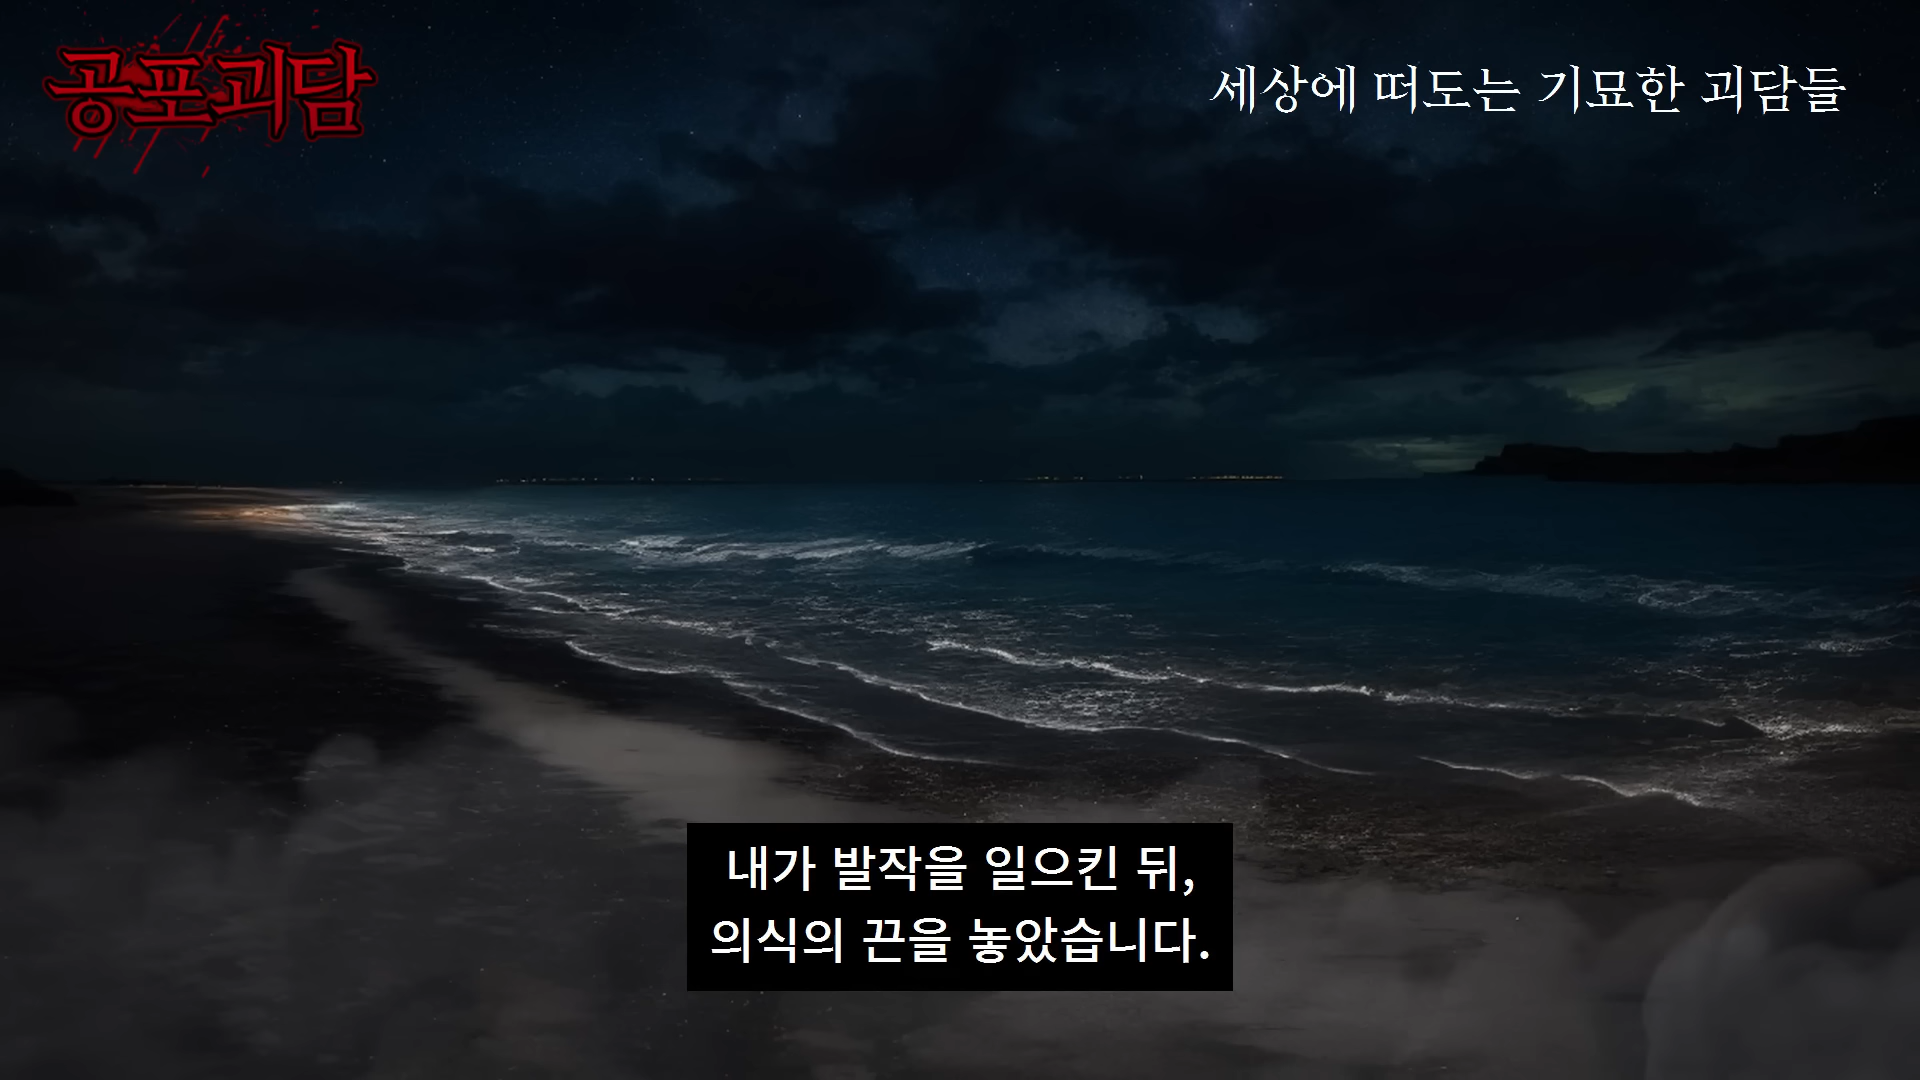 공포괴담
세상에 떠도는 기묘한 괴담들
내가 발작을 일으킨 뒤,
의식의 끈을 놓았습니다.